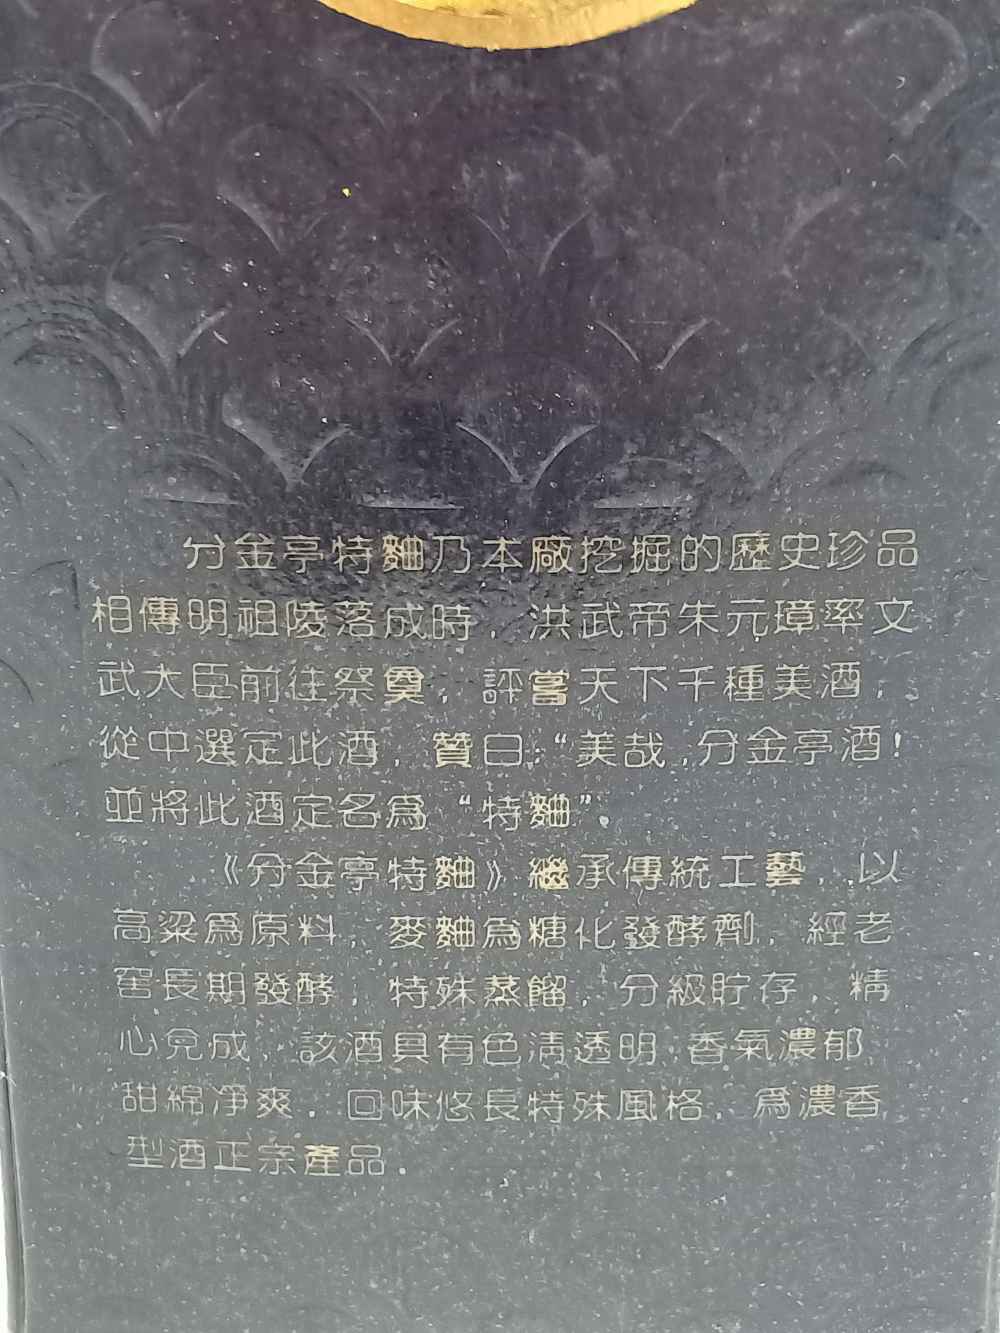 分金亭特麯乃本廠挖掘的歷史珍品
相傳明祖陵落成時，洪武帝朱元璋率文
武大臣前往祭奠，評嘗天下千種美酒，
從中選定此酒，贊曰：“美哉，分金亭酒！
並將此酒定名爲“特麯”。
《分金亭特麯》繼承傳統工藝，以
高粱爲原料，麥麯爲糖化發酵劑，經老
窖長期發酵，特殊蒸餾，分級貯存，精
心兑成，該酒具有色清透明，香氣濃郁，
甜綿淨爽，回味悠長特殊風格，爲濃香
型酒正宗產品.